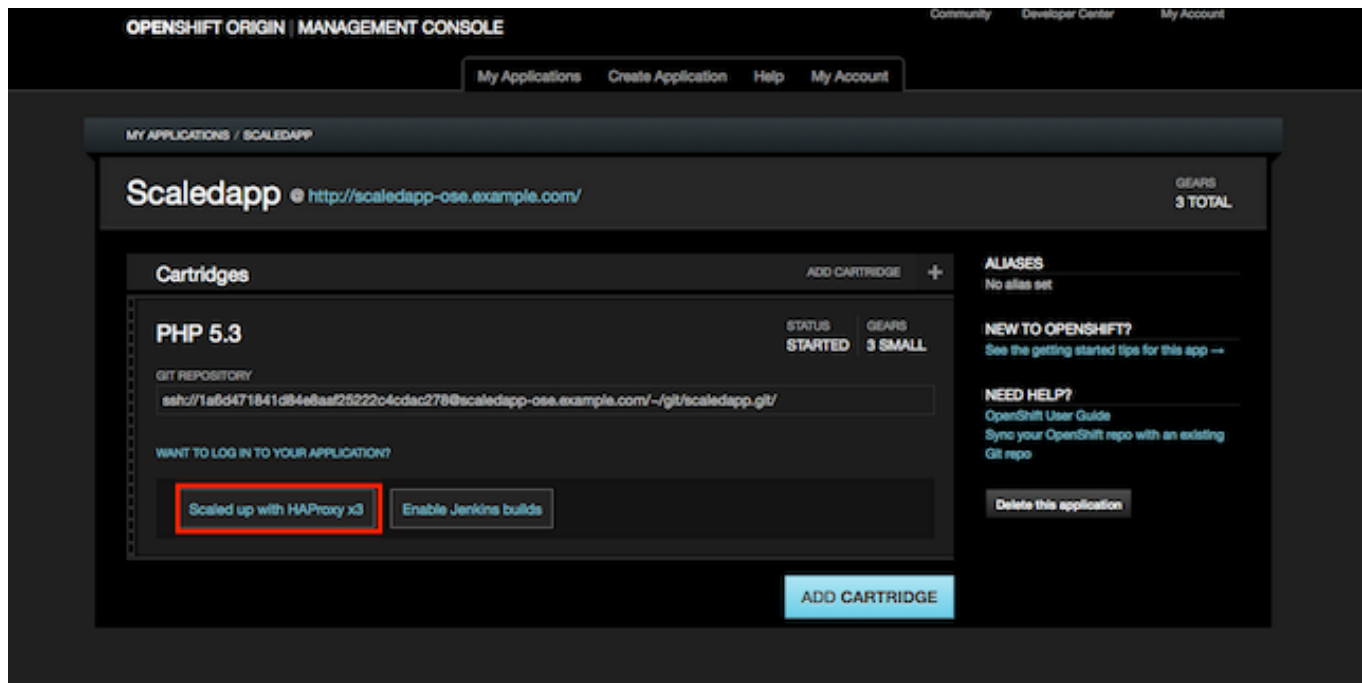 Community Developer Center My Account
OPENSHIFT ORIGIN | MANAGEMENT CONSOLE
My Applications Create Application Help My Account
MY APPLICATIONS / SCALEDAPP
Scaledapp @ http://scaledapp-ose.example.com/
GEARS
3 TOTAL
Cartridges
ADD CARTRIDGE +
PHP 5.3
STATUS
STARTED
GEARS
3 SMALL
GIT REPOSITORY
ssh://1a6d471841d84e8aaf25222c4cdac278@scaledapp-ose.example.com/~/git/scaledapp.git/
WANT TO LOG IN TO YOUR APPLICATION?
Scaled up with HAProxy x3
Enable Jenkins builds
ADD CARTRIDGE
ALIASES
No alias set
NEW TO OPENSHIFT?
See the getting started tips for this app →
NEED HELP?
OpenShift User Guide
Sync your OpenShift repo with an existing
Git repo
Delete this application